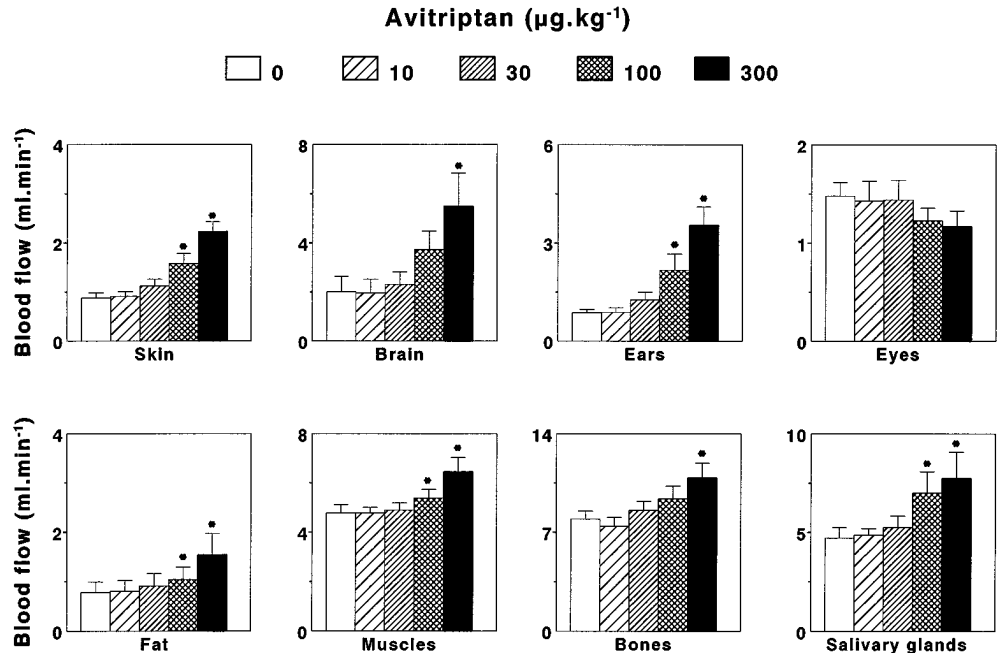 Avitriptan (µg.kg⁻¹)
0 10 30 100 300
Blood flow (ml.min⁻¹)
4
2
0
Skin
8
4
0
*
Brain
6
3
0
Ears
2
1
0
Eyes
Blood flow (ml.min⁻¹)
4
2
0
Fat
8
4
0
Muscles
14
7
0
Bones
10
5
0
Salivary glands